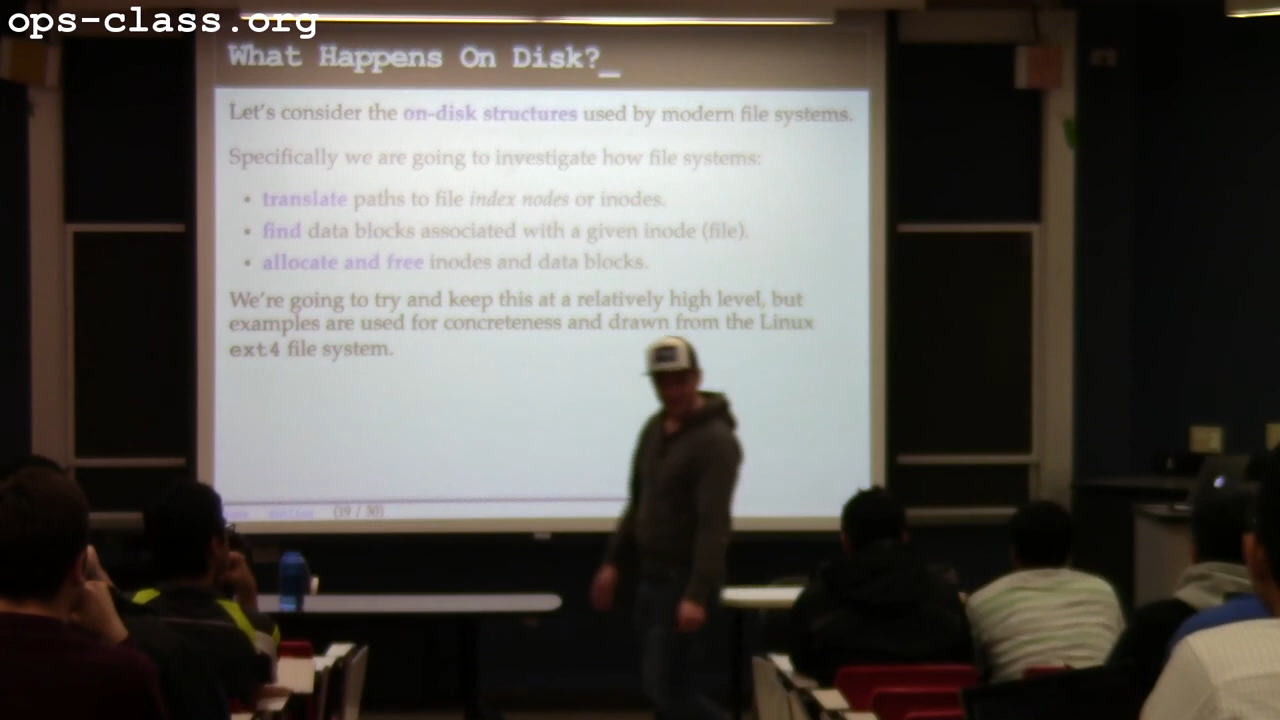 ops-class.org
What Happens On Disk?_
Let's consider the on-disk structures used by modern file systems.
Specifically we are going to investigate how file systems:
• translate paths to file index nodes or inodes.
• find data blocks associated with a given inode (file).
• allocate and free inodes and data blocks.
We're going to try and keep this at a relatively high level, but
examples are used for concreteness and drawn from the Linux
ext4 file system.
(19 / 30)